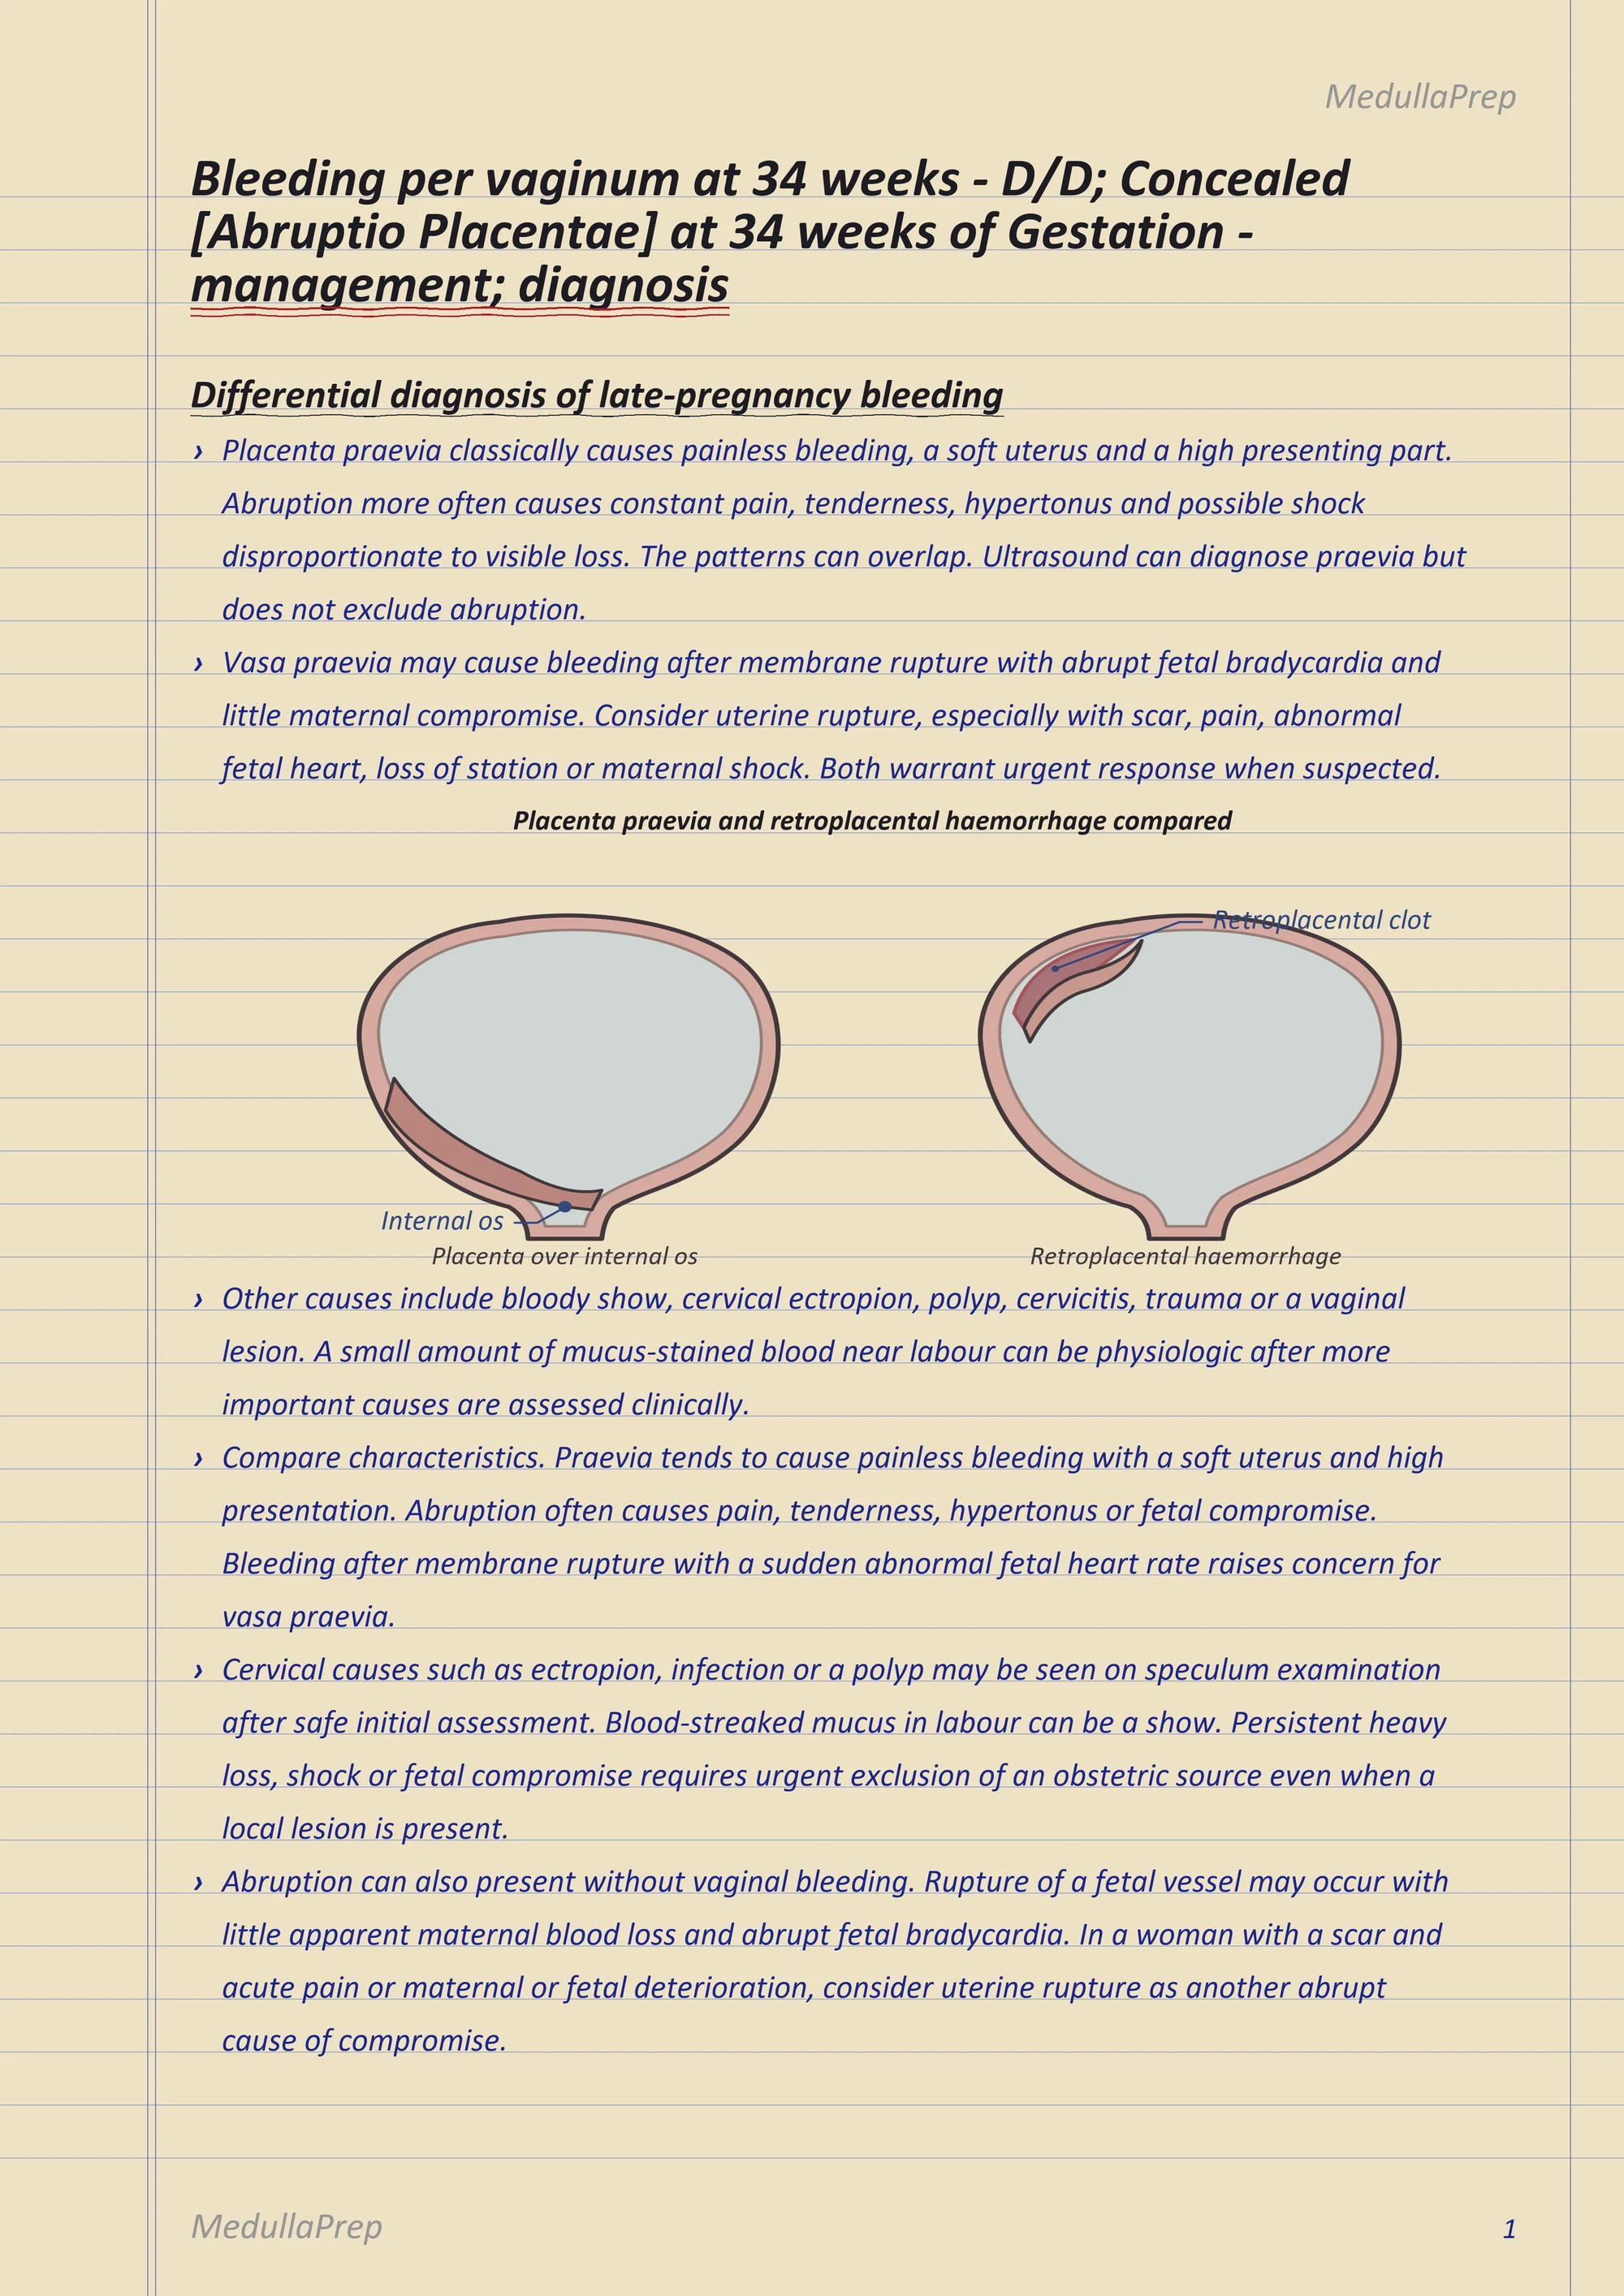 MedullaPrep
Bleeding per vaginum at 34 weeks - D/D; Concealed
[Abruptio Placentae] at 34 weeks of Gestation -
management; diagnosis
Differential diagnosis of late-pregnancy bleeding
› Placenta praevia classically causes painless bleeding, a soft uterus and a high presenting part.
Abruption more often causes constant pain, tenderness, hypertonus and possible shock
disproportionate to visible loss. The patterns can overlap. Ultrasound can diagnose praevia but
does not exclude abruption.
› Vasa praevia may cause bleeding after membrane rupture with abrupt fetal bradycardia and
little maternal compromise. Consider uterine rupture, especially with scar, pain, abnormal
fetal heart, loss of station or maternal shock. Both warrant urgent response when suspected.
Placenta praevia and retroplacental haemorrhage compared
Retroplacental clot
Internal os
Placenta over internal os
Retroplacental haemorrhage
› Other causes include bloody show, cervical ectropion, polyp, cervicitis, trauma or a vaginal
lesion. A small amount of mucus-stained blood near labour can be physiologic after more
important causes are assessed clinically.
› Compare characteristics. Praevia tends to cause painless bleeding with a soft uterus and high
presentation. Abruption often causes pain, tenderness, hypertonus or fetal compromise.
Bleeding after membrane rupture with a sudden abnormal fetal heart rate raises concern for
vasa praevia.
› Cervical causes such as ectropion, infection or a polyp may be seen on speculum examination
after safe initial assessment. Blood-streaked mucus in labour can be a show. Persistent heavy
loss, shock or fetal compromise requires urgent exclusion of an obstetric source even when a
local lesion is present.
› Abruption can also present without vaginal bleeding. Rupture of a fetal vessel may occur with
little apparent maternal blood loss and abrupt fetal bradycardia. In a woman with a scar and
acute pain or maternal or fetal deterioration, consider uterine rupture as another abrupt
cause of compromise.
MedullaPrep
1